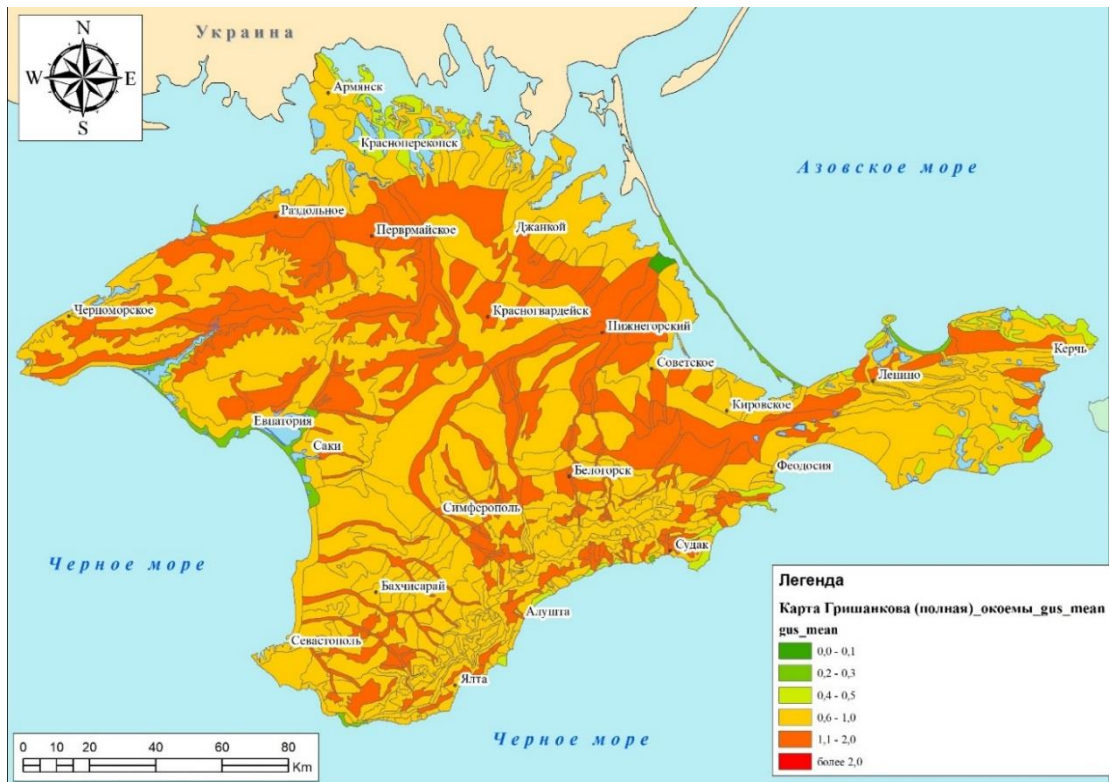 N
Украина
W
E
S
Армянск
Красноперекопск
Азовское море
Раздольное
Перврмайское
Джанкой
Черноморское
Красногвардейск
Пижнегорский
Керчь
Советское
Ленино
Кировское
Евпатория
Саки
Белогорск
Феодосия
Симферополь
Судак
Черное море
Бахчисарай
Алушта
Севастополь
Ялта
Черное море
0 5 10 20 40 60 80
Km
Легенда
Карта Гришанкова (полная)_окоемы_gus_mean
gus_mean
0,0 - 0,1
0,2 - 0,3
0,4 - 0,5
0,6 - 1,0
1,1 - 2,0
более 2,0